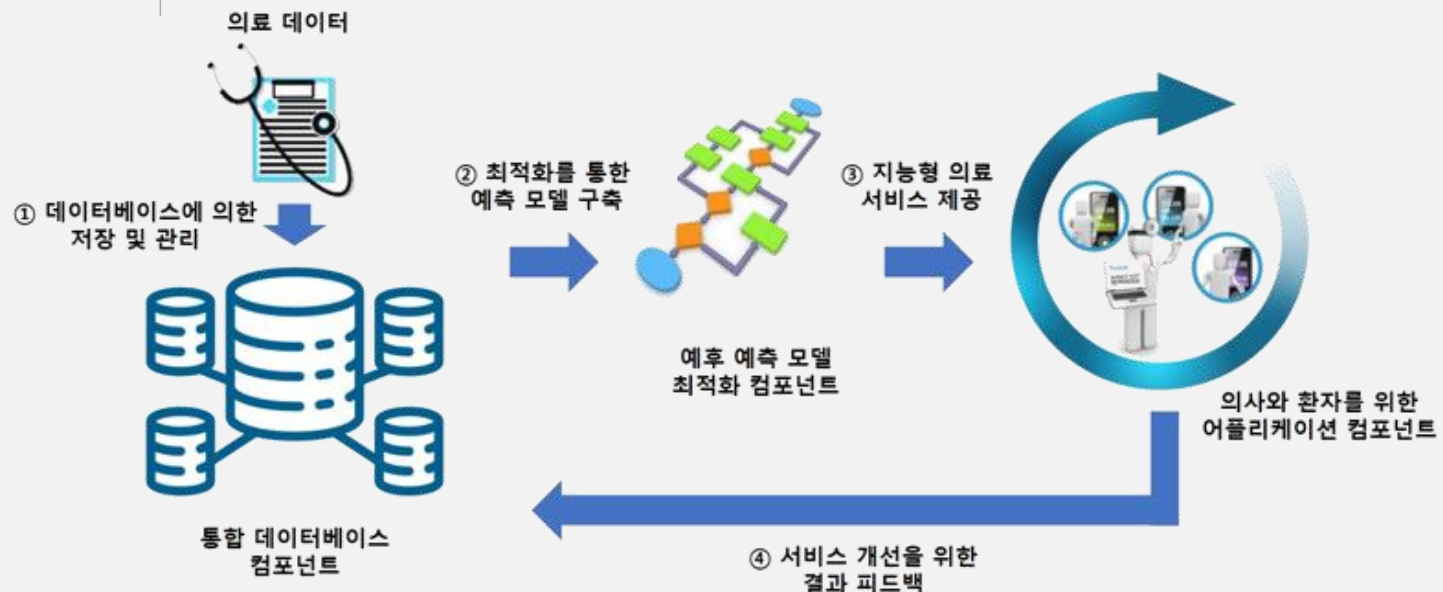 의료 데이터
① 데이터베이스에 의한
저장 및 관리
통합 데이터베이스
컴포넌트
② 최적화를 통한
예측 모델 구축
예후 예측 모델
최적화 컴포넌트
③ 지능형 의료
서비스 제공
의사와 환자를 위한
어플리케이션 컴포넌트
④ 서비스 개선을 위한
결과 피드백